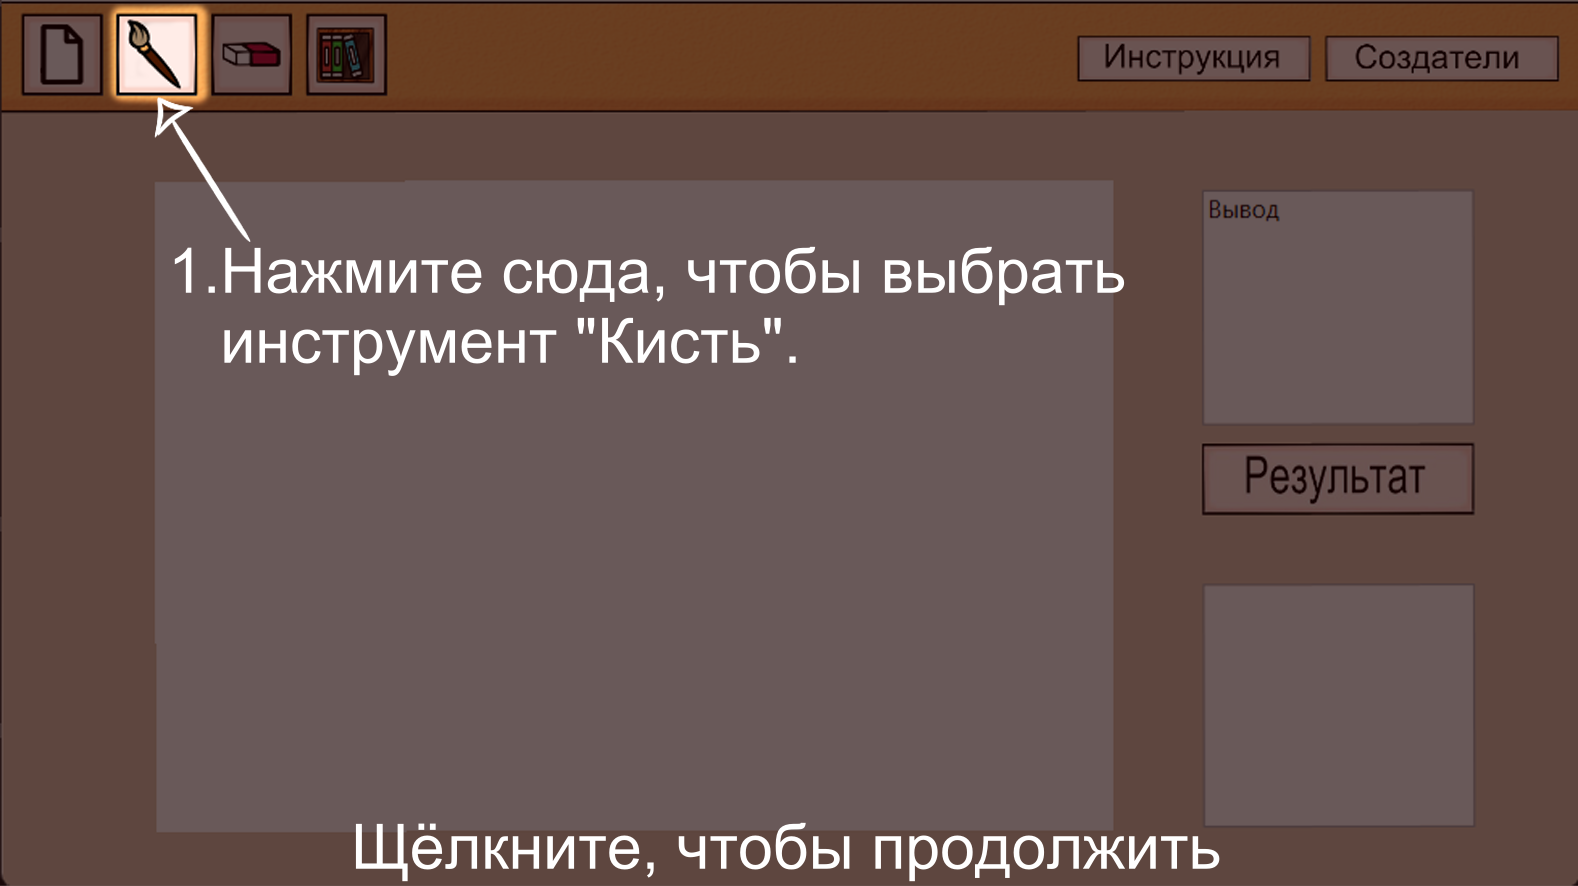 Инструкция
Создатели
Вывод
1.Нажмите сюда, чтобы выбрать
инструмент "Кисть".
Результат
Щёлкните, чтобы продолжить